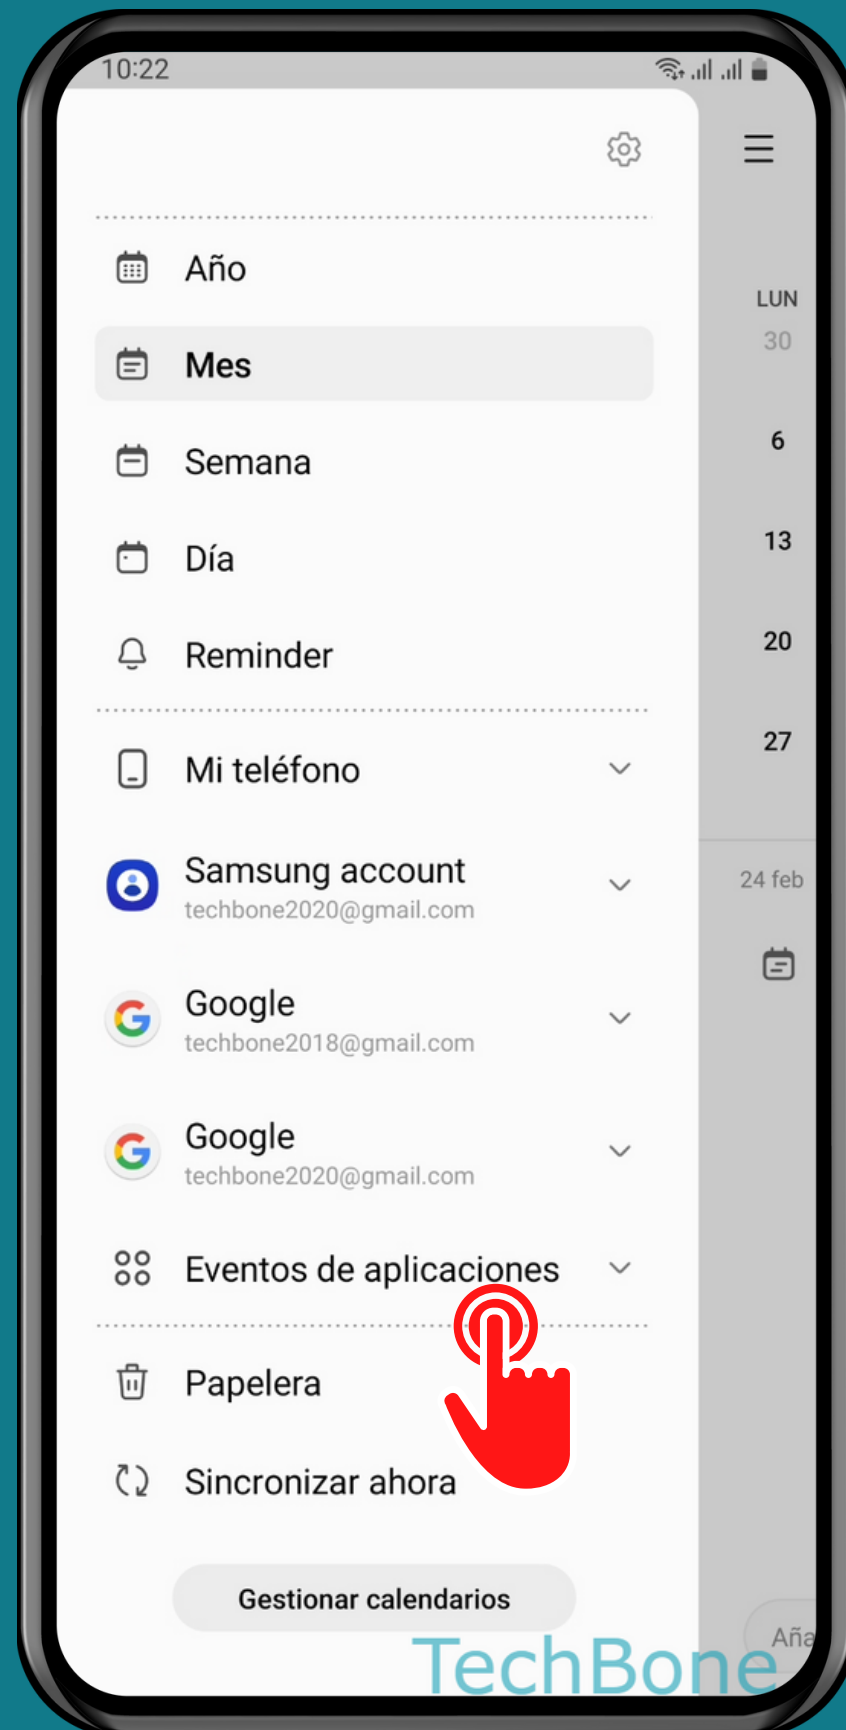 10:22
Año
LUN
30
Mes
6
Semana
13
Día
20
Reminder
27
Mi teléfono
Samsung account
techbone2020@gmail.com
24 feb
Google
techbone2018@gmail.com
Google
techbone2020@gmail.com
Eventos de aplicaciones
Papelera
Sincronizar ahora
Gestionar calendarios
Aña
TechBone